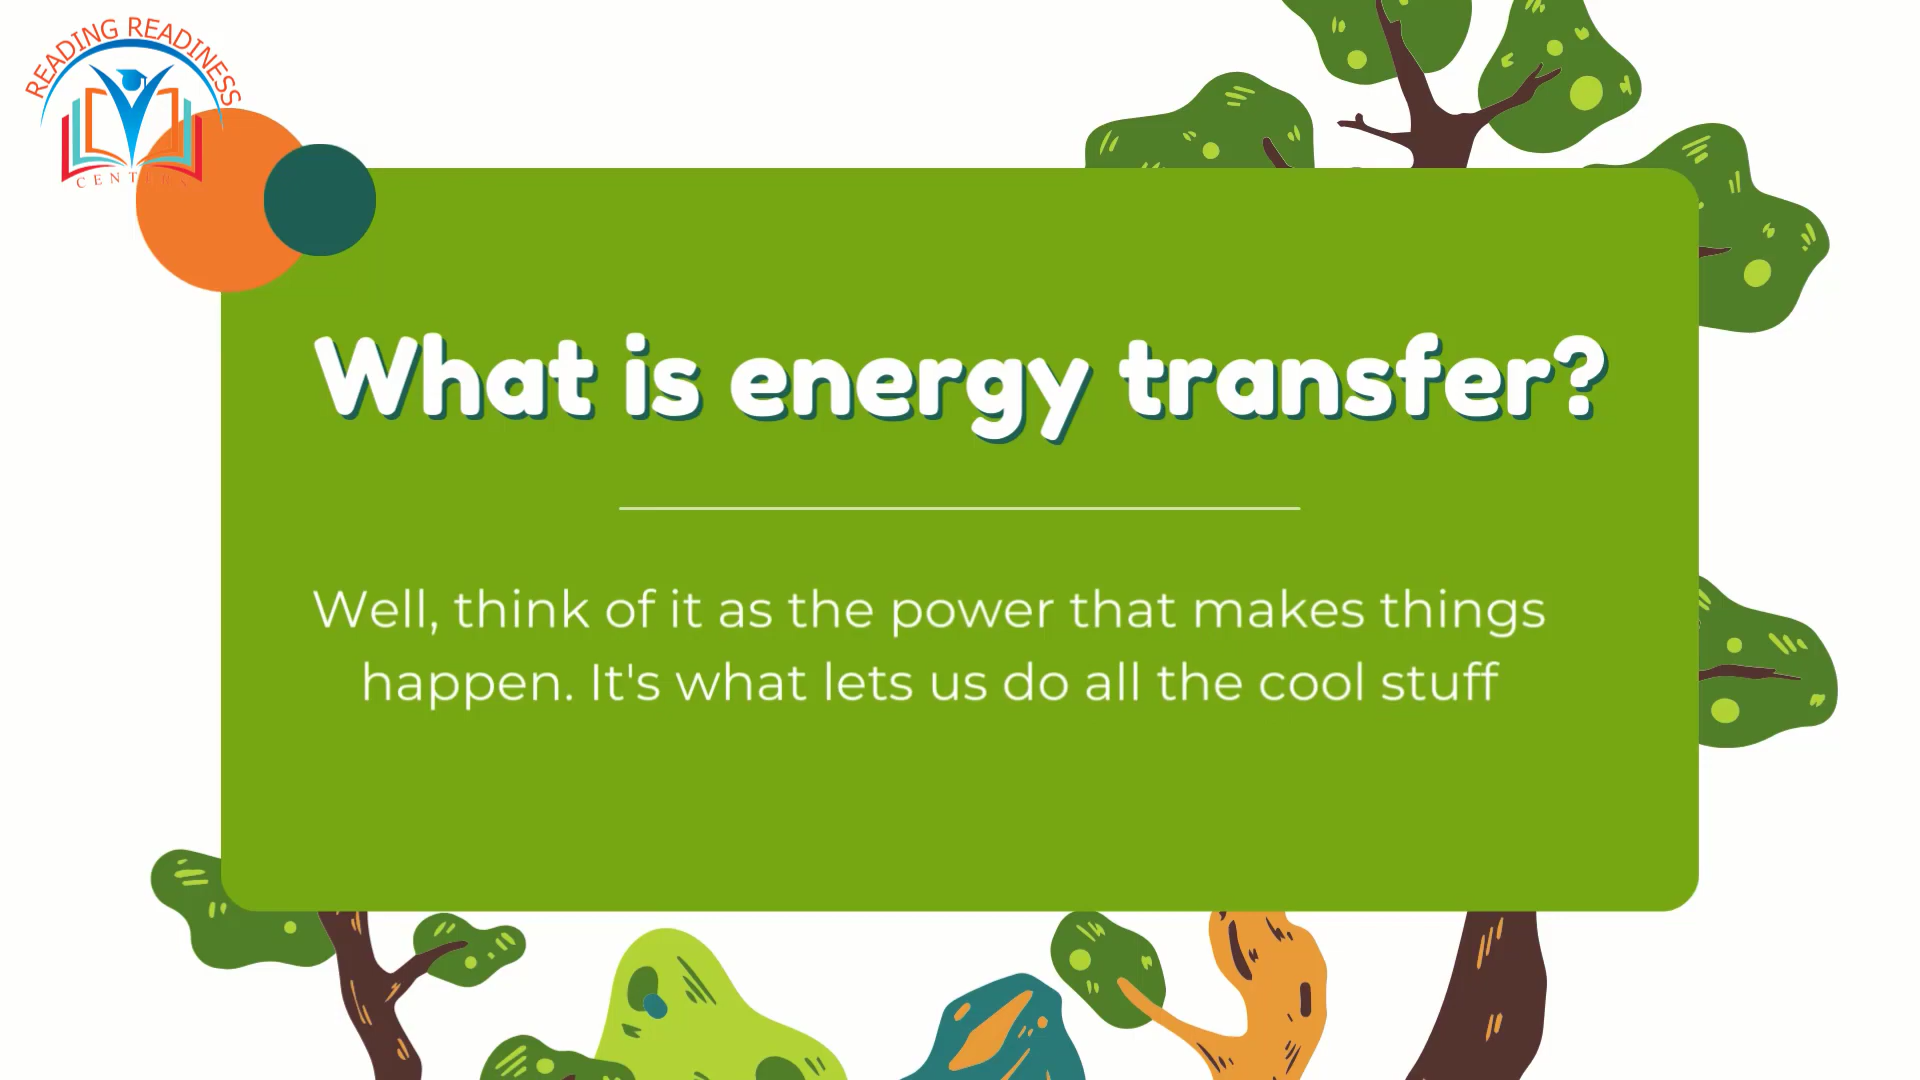 READING READINESS
CENTERS
What is energy transfer?
Well, think of it as the power that makes things
happen. It's what lets us do all the cool stuff